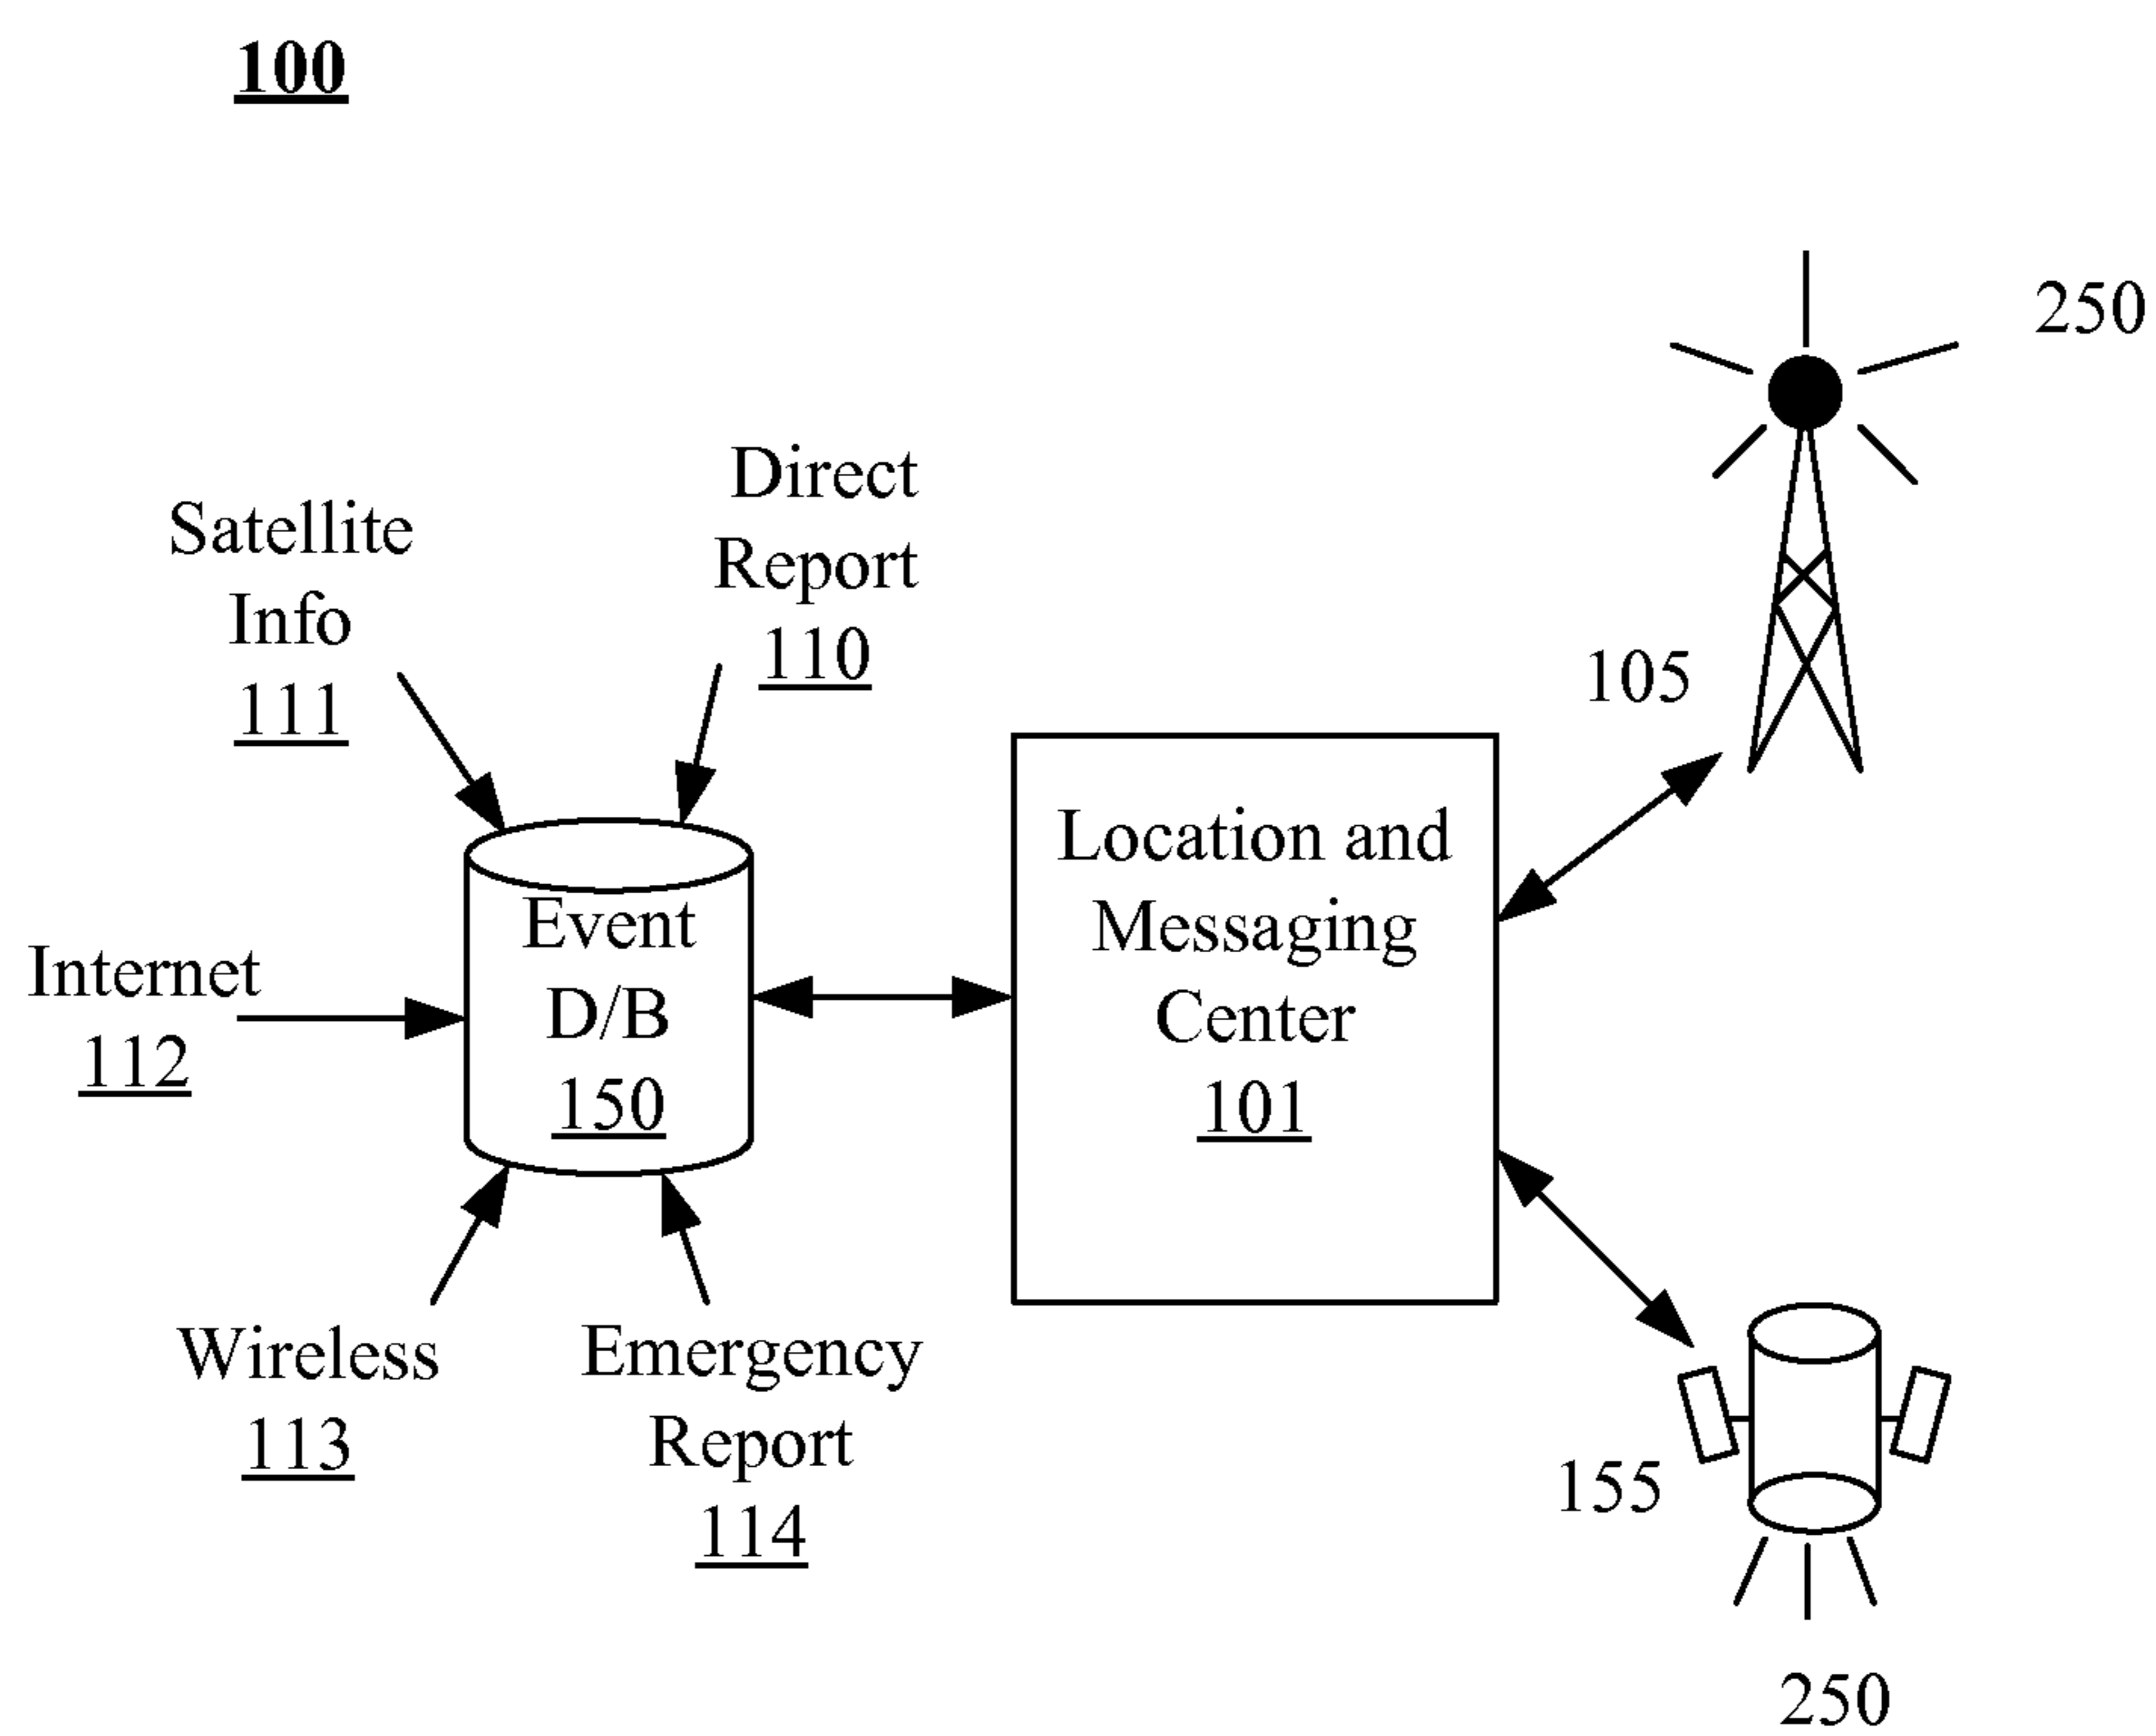 100
250
Direct
Report
110
Satellite
Info
111
105
Location and
Messaging
Center
101
Event
D/B
150
Internet
112
Wireless
113
Emergency
Report
114
155
250